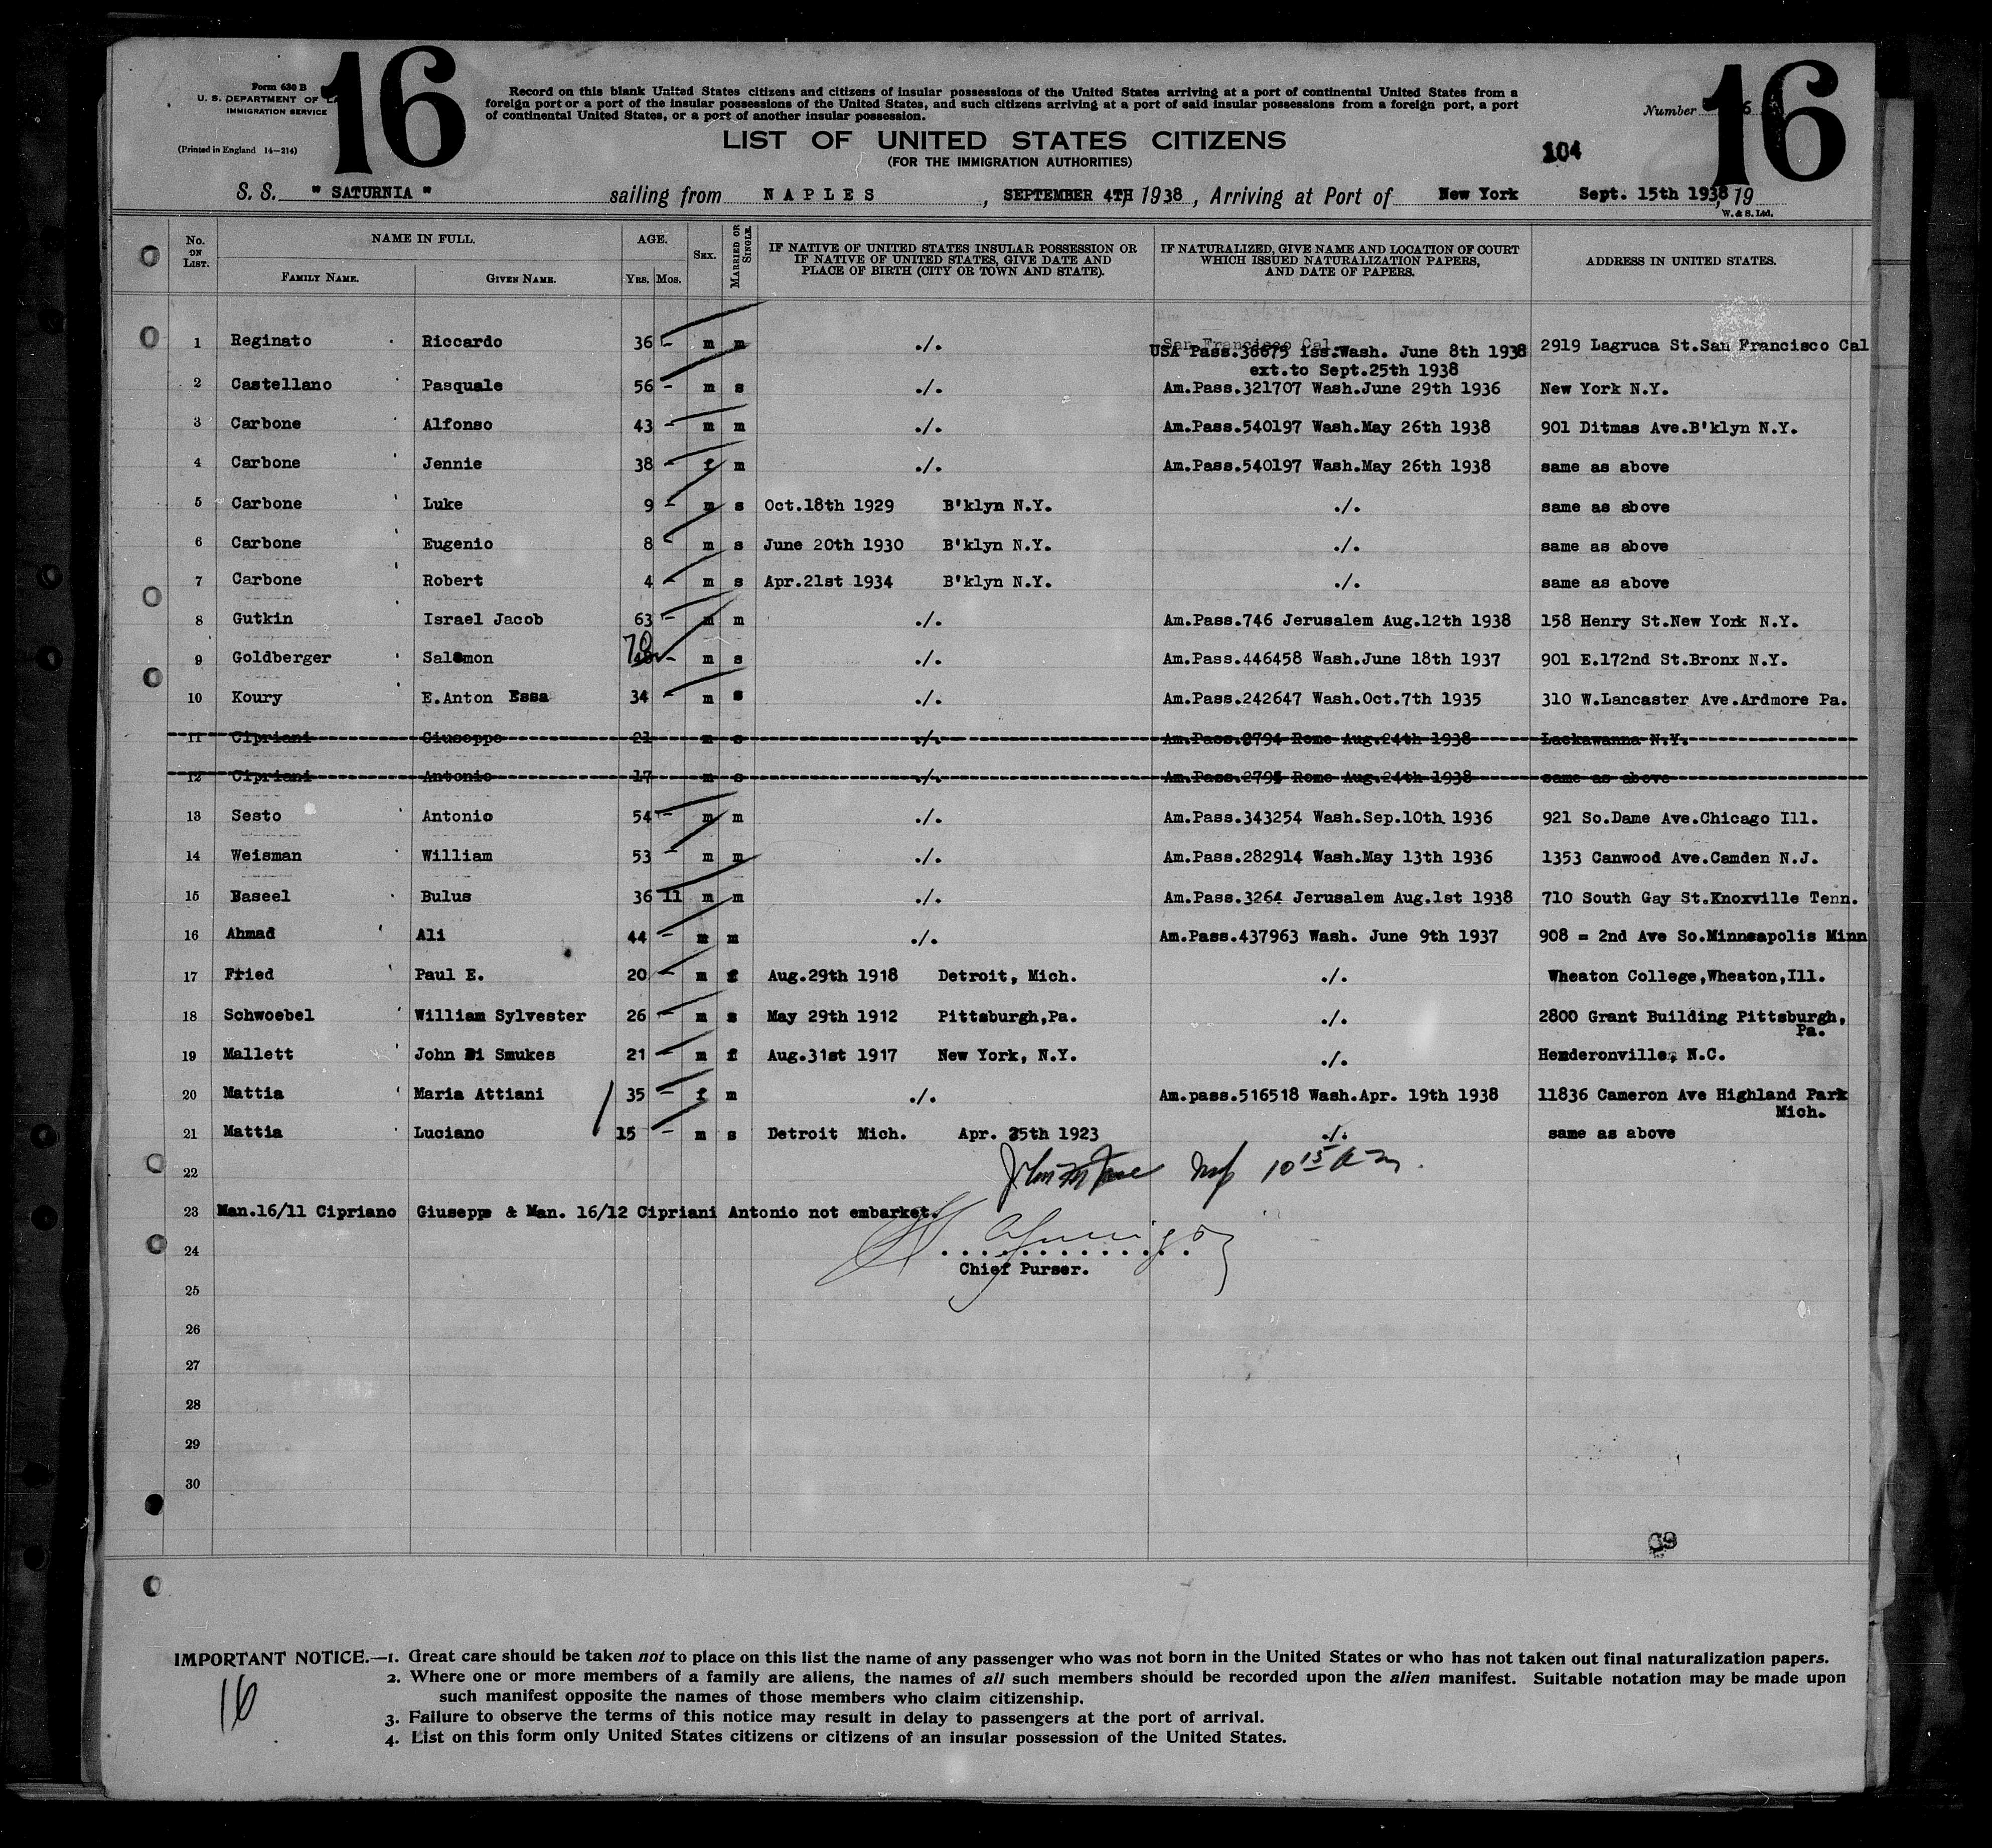 16
16
Form 630 B
U. S. DEPARTMENT OF
IMMIGRATION SERVICE
(Printed in England 14—214)
Record on this blank United States citizens and citizens of insular possessions of the United States arriving at a port of continental United States from a
foreign port or a port of the insular possessions of the United States, and such citizens arriving at a port of said insular possessions from a foreign port, a port
of continental United States, or a port of another insular possession.
Number
LIST OF UNITED STATES CITIZENS
(FOR THE IMMIGRATION AUTHORITIES)
104
S. S. " SATURNIA " sailing from NAPLES, SEPTEMBER 4TH 1938, Arriving at Port of New York Sept. 15th 1938, 19
W. & S. Ltd.
No. ON LIST. NAME IN FULL. FAMILY NAME. GIVEN NAME. AGE. YRS. MOS. SEX. MARRIED OR SINGLE. IF NATIVE OF UNITED STATES INSULAR POSSESSION OR IF NATIVE OF UNITED STATES, GIVE DATE AND PLACE OF BIRTH (CITY OR TOWN AND STATE). IF NATURALIZED, GIVE NAME AND LOCATION OF COURT WHICH ISSUED NATURALIZATION PAPERS, AND DATE OF PAPERS. ADDRESS IN UNITED STATES.
San Francisco Cal
1 Reginato Riccardo 36 - m m ./. USA Pass.36675 iss.Wash. June 8th 1938 2919 Lagruca St.San Francisco Cal
ext.to Sept.25th 1938
2 Castellano Pasquale 56 - m s ./. Am.Pass.321707 Wash.June 29th 1936 New York N.Y.
3 Carbone Alfonso 43 - m m ./. Am.Pass.540197 Wash.May 26th 1938 901 Ditmas Ave.B'klyn N.Y.
4 Carbone Jennie 38 - f m ./. Am.Pass.540197 Wash.May 26th 1938 same as above
5 Carbone Luke 9 - m s Oct.18th 1929 B'klyn N.Y. ./. same as above
6 Carbone Eugenio 8 - m s June 20th 1930 B'klyn N.Y. ./. same as above
7 Carbone Robert 4 - m s Apr.21st 1934 B'klyn N.Y. ./. same as above
8 Gutkin Israel Jacob 63 - m m ./. Am.Pass.746 Jerusalem Aug.12th 1938 158 Henry St.New York N.Y.
70
9 Goldberger Salomon 48 - m s ./. Am.Pass.446458 Wash.June 18th 1937 901 E.172nd St.Bronx N.Y.
10 Koury E.Anton Essa 34 - m s ./. Am.Pass.242647 Wash.Oct.7th 1935 310 W.Lancaster Ave.Ardmore Pa.
11 Cipriani Giuseppe 21 m s ./. Am.Pass.2794 Rome Aug.24th 1938 Lackawanna N.Y.
12 Cipriani Antonio 17 m s ./. Am.Pass.2795 Rome Aug.24th 1938 same as above
13 Sesto Antonio 54 - m m ./. Am.Pass.343254 Wash.Sep.10th 1936 921 So.Dame Ave.Chicago Ill.
14 Weisman William 53 - m m ./. Am.Pass.282914 Wash.May 13th 1936 1353 Canwood Ave.Camden N.J.
15 Baseel Bulus 36 11 m m ./. Am.Pass.3264 Jerusalem Aug.1st 1938 710 South Gay St.Knoxville Tenn.
16 Ahmad Ali 44 - m m ./. Am.Pass.437963 Wash. June 9th 1937 908 = 2nd Ave So.Minneapolis Minn
17 Fried Paul E. 20 - m f Aug.29th 1918 Detroit, Mich. ./. Wheaton College,Wheaton,Ill.
18 Schwoebel William Sylvester 26 - m s May 29th 1912 Pittsburgh,Pa. ./. 2800 Grant Building Pittsburgh,
Pa.
19 Mallett John Di Smukes 21 - m f Aug.31st 1917 New York, N.Y. ./. Henderonville, N.C.
20 Mattia Maria Attiani 35 - f m ./. Am.pass.516518 Wash.Apr. 19th 1938 11836 Cameron Ave Highland Park
Mich.
21 Mattia Luciano 15 - m s Detroit Mich. Apr. 25th 1923 ./. same as above
22 10 15 A m.
23 Man.16/11 Cipriano Giuseppe & Man. 16/12 Cipriani Antonio not embarket.
24 . . . . . . . . . . . .
Chief Purser.
25
26
27
28
29
30
IMPORTANT NOTICE.—1. Great care should be taken not to place on this list the name of any passenger who was not born in the United States or who has not taken out final naturalization papers.
2. Where one or more members of a family are aliens, the names of all such members should be recorded upon the alien manifest. Suitable notation may be made upon
such manifest opposite the names of those members who claim citizenship.
3. Failure to observe the terms of this notice may result in delay to passengers at the port of arrival.
4. List on this form only United States citizens or citizens of an insular possession of the United States.
16